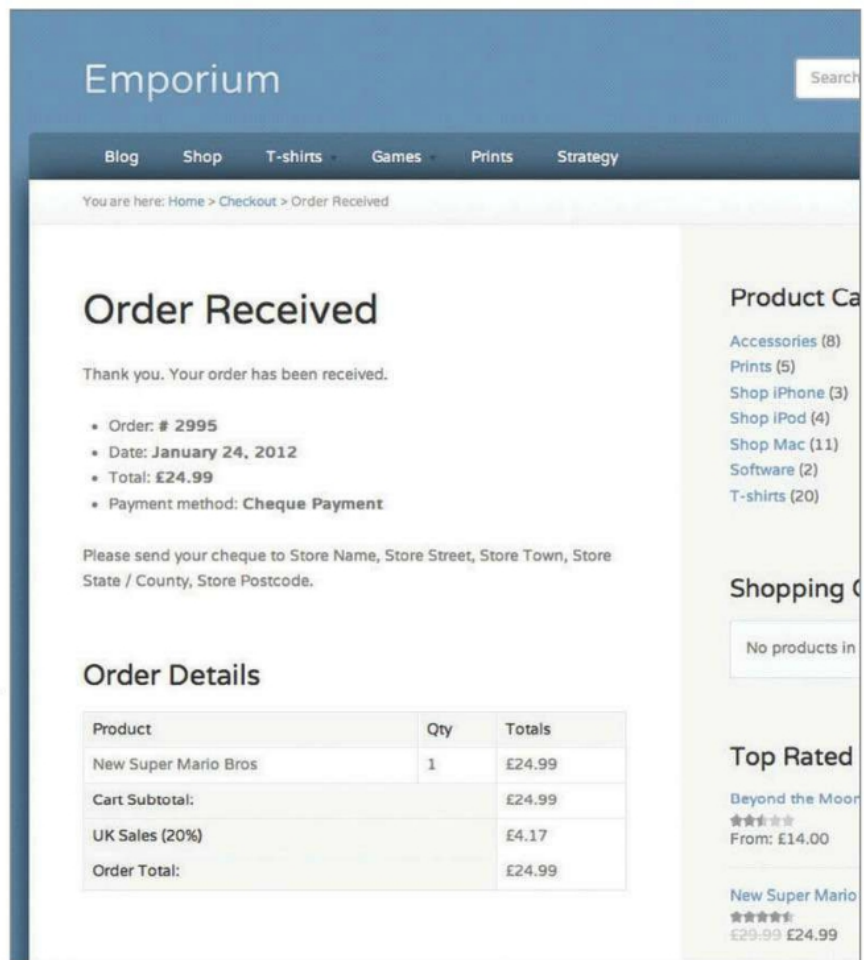 Emporium
Search
Blog Shop T-shirts Games Prints Strategy
You are here: Home > Checkout > Order Received
Order Received
Thank you. Your order has been received.
• Order: # 2995
• Date: January 24, 2012
• Total: £24.99
• Payment method: Cheque Payment
Please send your cheque to Store Name, Store Street, Store Town, Store
State / County, Store Postcode.
Order Details
Product Qty Totals
New Super Mario Bros 1 £24.99
Cart Subtotal: £24.99
UK Sales (20%) £4.17
Order Total: £24.99
Product Ca
Accessories (8)
Prints (5)
Shop iPhone (3)
Shop iPod (4)
Shop Mac (11)
Software (2)
T-shirts (20)
Shopping
No products in
Top Rated
Beyond the Moon
From: £14.00
New Super Mario
£29.99 £24.99